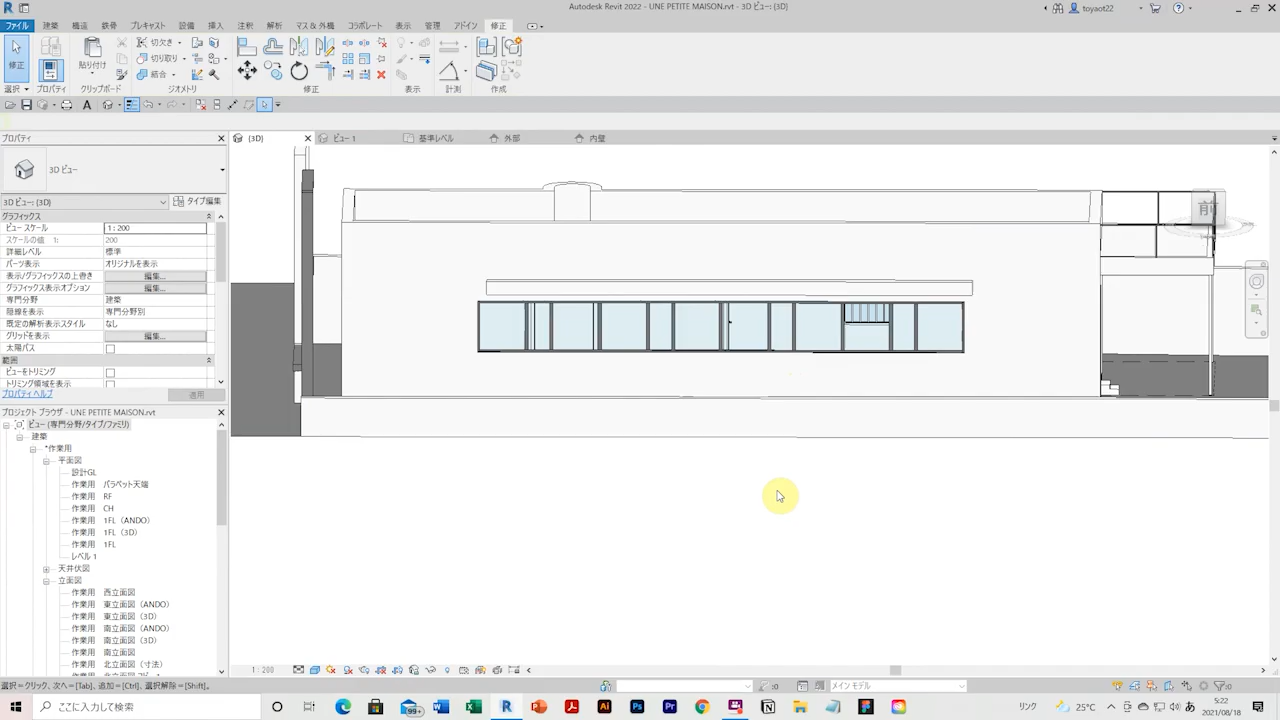 Autodesk Revit 2022 - UNE PETITE MAISON.rvt - 3D ビュー: {3D}
toyaot22
ファイル 建築 構造 鉄骨 プレキャスト 設備 挿入 注釈 解析 マス & 外構 コラボレート 表示 管理 アドイン 修正
修正 貼り付け 切欠き 切り取り 結合
選択 プロパティ クリップボード ジオメトリ 修正 表示 計測 作成
プロパティ
{3D} ビュー 1 基準レベル 外部 内壁
3D ビュー
3D ビュー: {3D} タイプ編集
グラフィックス
ビュー スケール 1 : 200
スケールの値 1: 200
詳細レベル 標準
パーツ表示 オリジナルを表示
表示/グラフィックスの上書き 編集...
グラフィックス表示オプション 編集...
専門分野 建築
隠線を表示 専門分野別
既定の解析表示スタイル なし
グリッドを表示 編集...
太陽パス
範囲
ビューをトリミング
トリミング領域を表示
プロパティヘルプ 適用
プロジェクト ブラウザ - UNE PETITE MAISON.rvt
ビュー (専門分野/タイプ/ファミリ)
建築
*作業用
平面図
設計GL
作業用 パラペット天端
作業用 RF
作業用 CH
作業用 1FL（ANDO）
作業用 1FL（3D）
作業用 1FL
レベル 1
天井伏図
立面図
作業用 西立面図
作業用 東立面図（ANDO）
作業用 東立面図（3D）
作業用 南立面図（ANDO）
作業用 南立面図（3D）
作業用 南立面図
作業用 北立面図（寸法）
前
1 : 200
選択=クリック、次へ=[Tab]、追加=[Ctrl]、選択解除=[Shift]。
:0 メイン モデル :0
ここに入力して検索
99+
リンク 25°C あ 5:22
2021/08/18